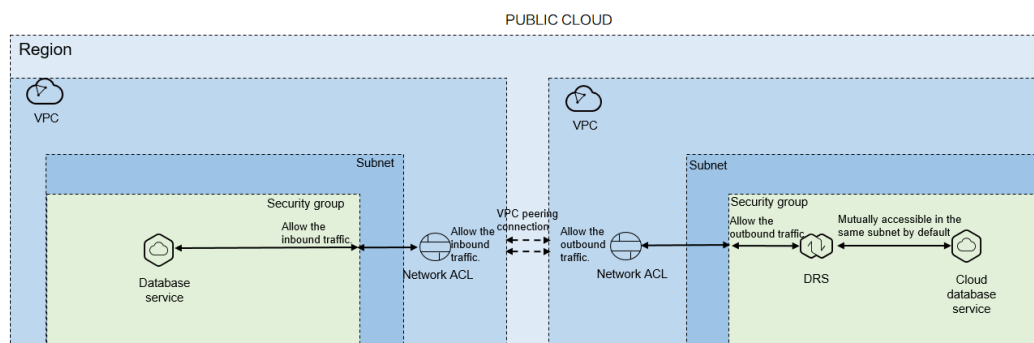 PUBLIC CLOUD
Region
VPC
VPC
Subnet
Subnet
Security group
Security group
Allow the
inbound traffic.
Allow the
inbound
traffic.
VPC peering
connection
Allow the
outbound
traffic.
Allow the
outbound traffic.
Mutually accessible in the
same subnet by default
Network ACL
Network ACL
DRS
Database
service
Cloud
database
service